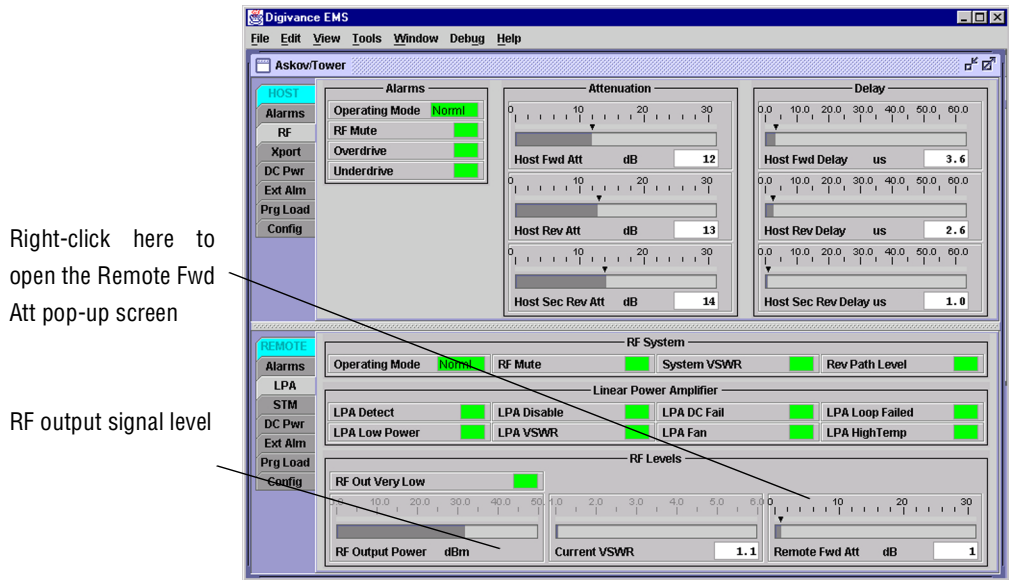 Digivance EMS
File Edit View Tools Window Debug Help
Askov/Tower
HOST
Alarms
RF
Xport
DC Pwr
Ext Alm
Prg Load
Config
Alarms
Operating Mode Norml
RF Mute
Overdrive
Underdrive
Attenuation
0 10 20 30
Host Fwd Att dB 12
0 10 20 30
Host Rev Att dB 13
0 10 20 30
Host Sec Rev Att dB 14
Delay
0.0 10.0 20.0 30.0 40.0 50.0 60.0
Host Fwd Delay us 3.6
0.0 10.0 20.0 30.0 40.0 50.0 60.0
Host Rev Delay us 2.6
0.0 10.0 20.0 30.0 40.0 50.0 60.0
Host Sec Rev Delay us 1.0
Right-click here to
open the Remote Fwd
Att pop-up screen
RF output signal level
REMOTE
Alarms
LPA
STM
DC Pwr
Ext Alm
Prg Load
Config
RF System
Operating Mode Norml RF Mute System VSWR Rev Path Level
Linear Power Amplifier
LPA Detect LPA Disable LPA DC Fail LPA Loop Failed
LPA Low Power LPA VSWR LPA Fan LPA HighTemp
RF Levels
RF Out Very Low
10.0 20.0 30.0 40.0
RF Output Power dBm
1.0 2.0 3.0 4.0 5.0 6.0
Current VSWR 1.1
0 10 20 30
Remote Fwd Att dB 1